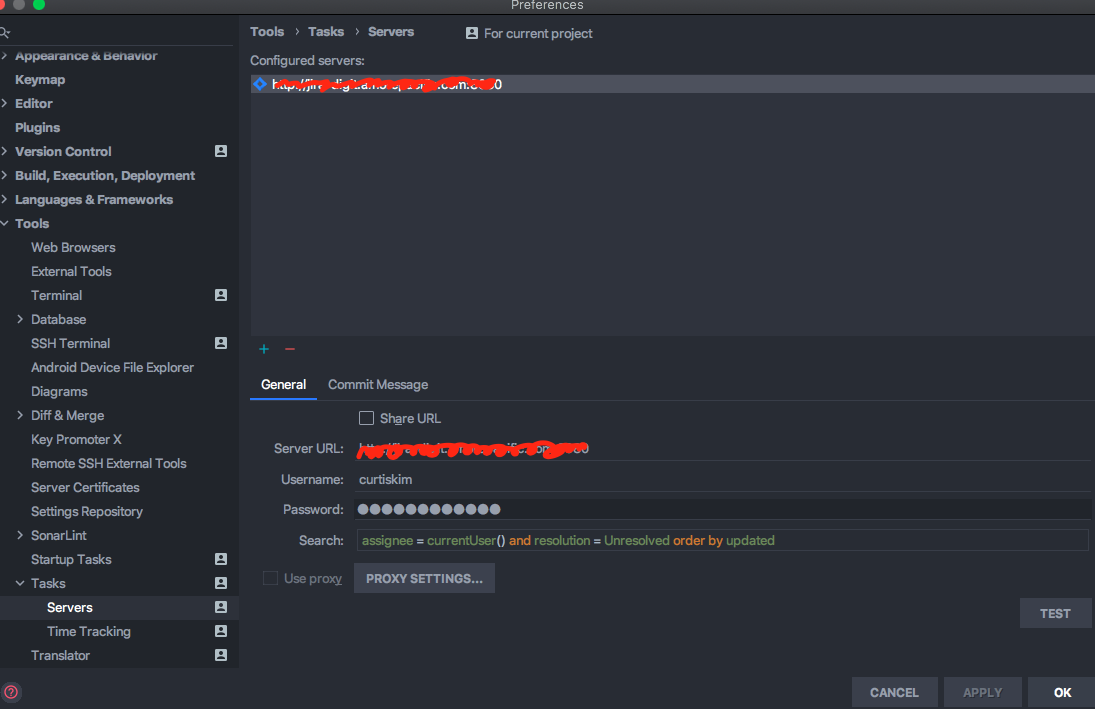 Preferences
Tools › Tasks › Servers For current project
Configured servers:
Appearance & Behavior
Keymap
Editor
Plugins
Version Control
Build, Execution, Deployment
Languages & Frameworks
Tools
Web Browsers
External Tools
Terminal
Database
SSH Terminal
Android Device File Explorer
Diagrams
Diff & Merge
Key Promoter X
Remote SSH External Tools
Server Certificates
Settings Repository
SonarLint
Startup Tasks
Tasks
Servers
Time Tracking
Translator
General Commit Message
Share URL
Server URL:
Username: curtiskim
Password:
Search: assignee = currentUser() and resolution = Unresolved order by updated
Use proxy PROXY SETTINGS...
TEST
? CANCEL APPLY OK